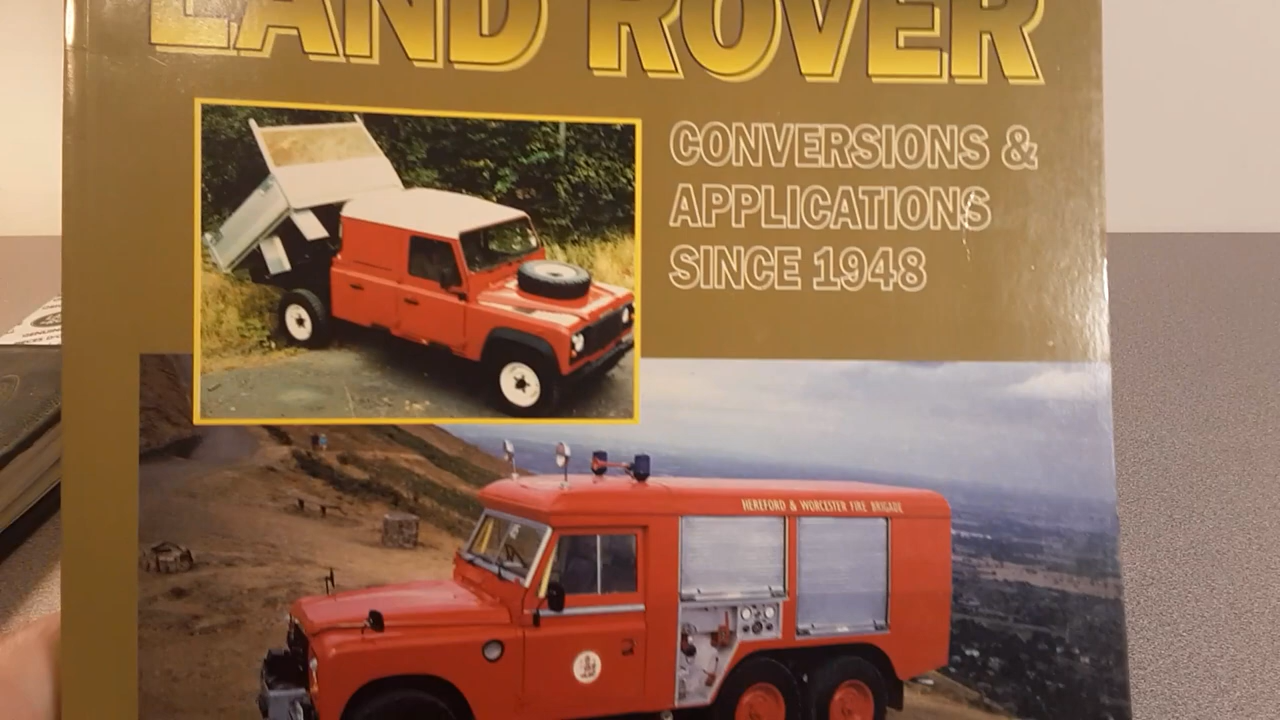 LAND ROVER
CONVERSIONS &
APPLICATIONS
SINCE 1948
HEREFORD & WORCESTER FIRE BRIGADE